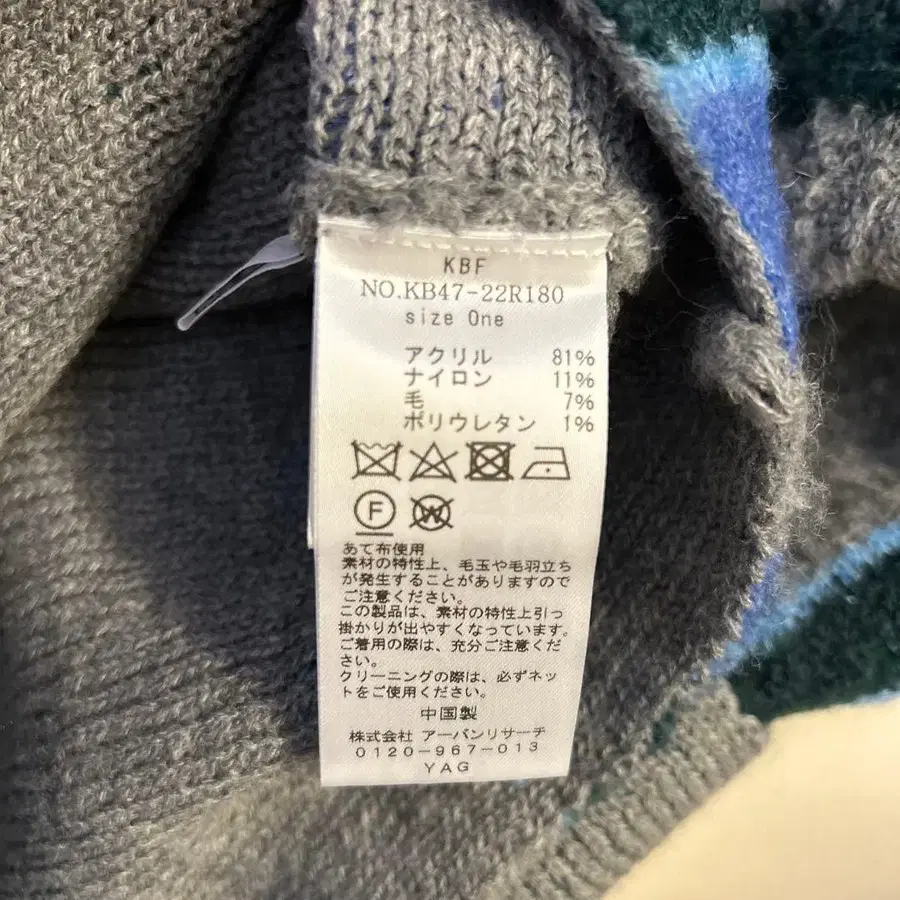 KBF
NO.KB47-22R180
size One
アクリル 81%
ナイロン 11%
毛 7%
ポリウレタン 1%
F
W
あて布使用
素材の特性上、毛玉や毛羽立ち
が発生することがありますので
ご注意ください。
この製品は、素材の特性上引っ
掛かりが出やすくなっています。
ご着用の際は、充分ご注意くだ
さい。
クリーニングの際は、必ずネッ
トをご使用ください。
中国製
株式会社 アーバンリサーチ
0120-967-013
YAG